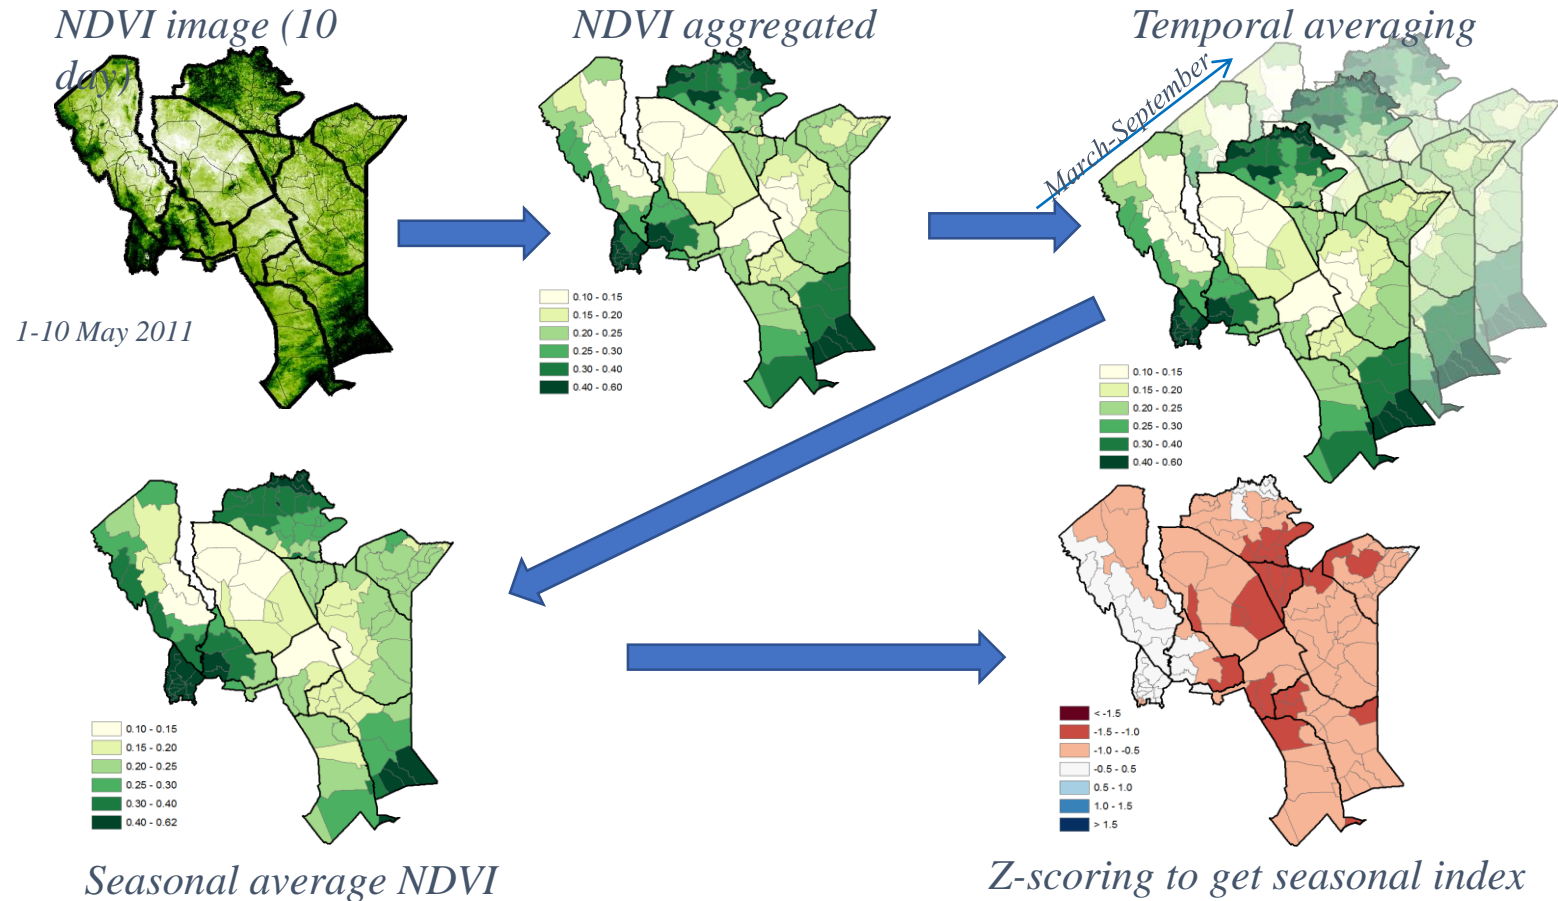 NDVI image (10
day)
NDVI aggregated
Temporal averaging
March-September
1-10 May 2011
0.10 - 0.15
0.15 - 0.20
0.20 - 0.25
0.25 - 0.30
0.30 - 0.40
0.40 - 0.60
0.10 - 0.15
0.15 - 0.20
0.20 - 0.25
0.25 - 0.30
0.30 - 0.40
0.40 - 0.60
0.10 - 0.15
0.15 - 0.20
0.20 - 0.25
0.25 - 0.30
0.30 - 0.40
0.40 - 0.62
< -1.5
-1.5 - -1.0
-1.0 - -0.5
-0.5 - 0.5
0.5 - 1.0
1.0 - 1.5
> 1.5
Seasonal average NDVI
Z-scoring to get seasonal index